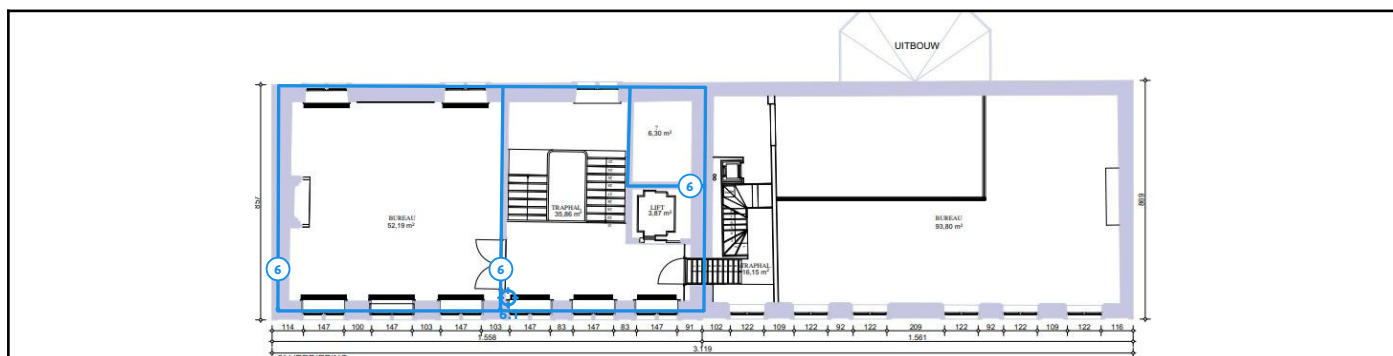 UITBOUW
?
6,30 m²
6
TRAPHAL
35,86 m²
LIFT
3,87 m²
BUREAU
52,19 m²
BUREAU
93,80 m²
857
869
6
6
TRAPHAL
16,15 m²
114 147 100 147 103 147 103 147 83 147 83 147 91 102 122 109 122 92 122 209 122 92 122 109 122 116
1.558 1.561
3.119